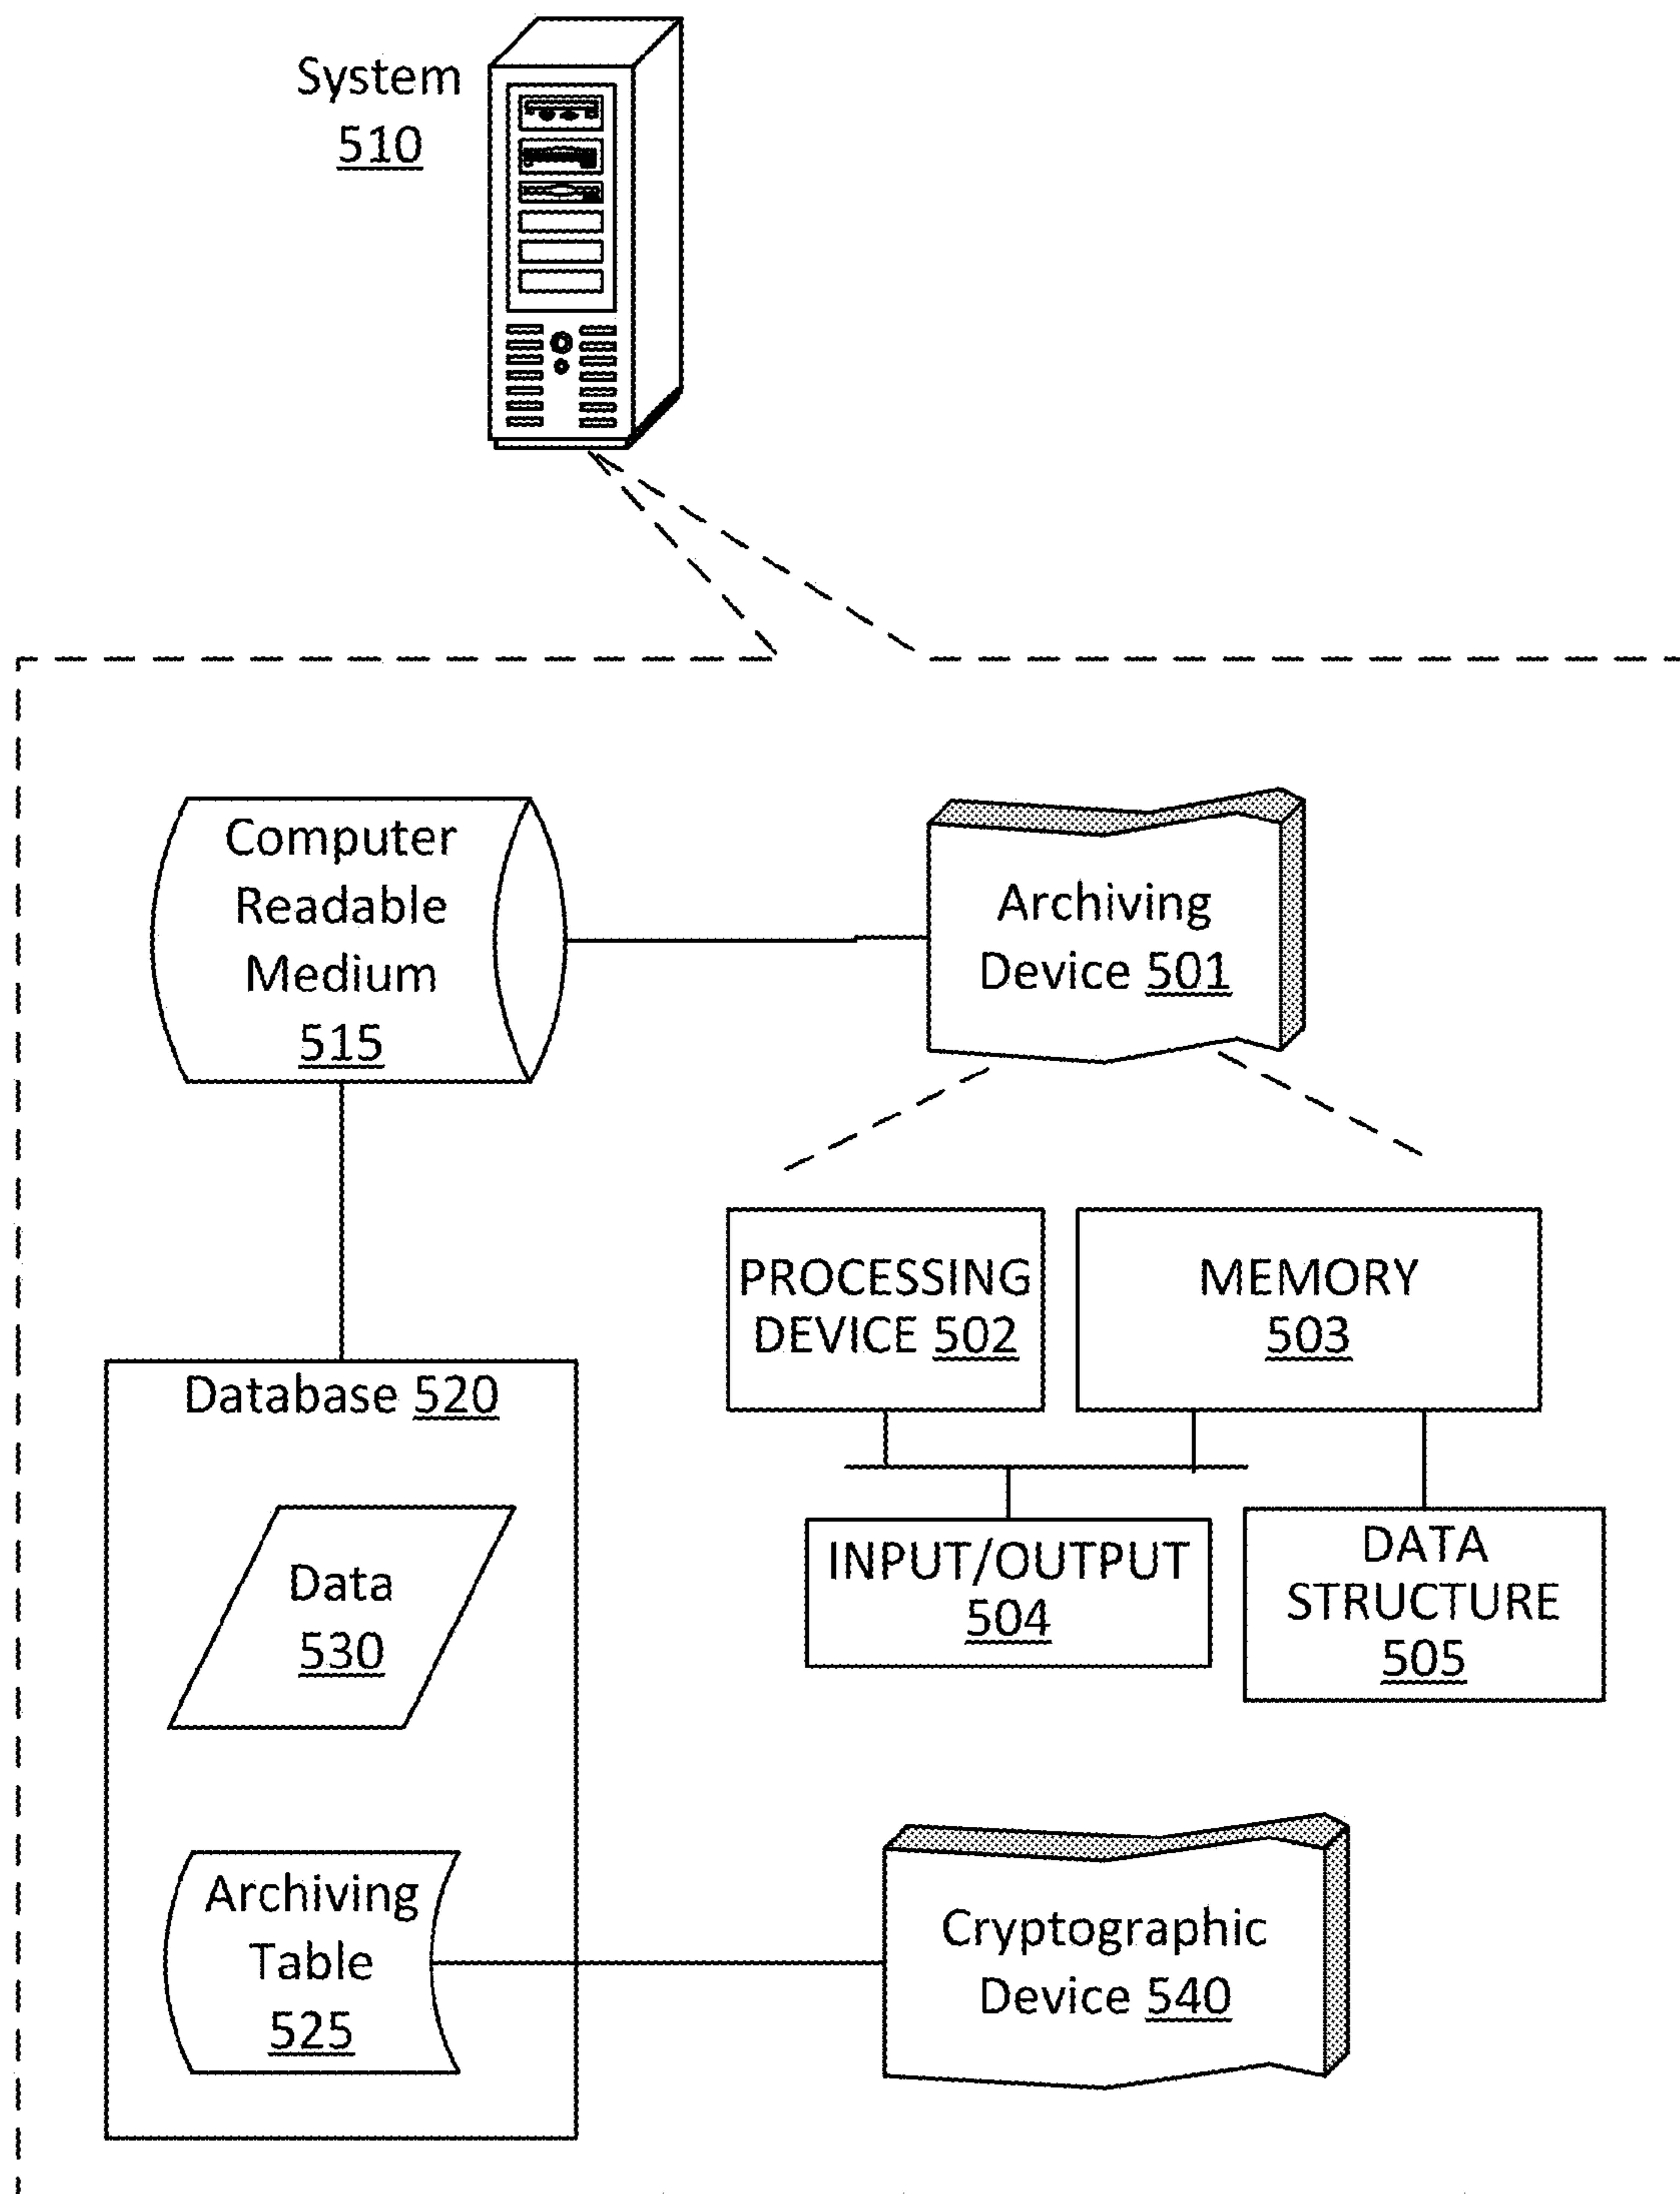 System
510
Computer
Readable
Medium
515
Archiving
Device 501
PROCESSING
DEVICE 502
MEMORY
503
INPUT/OUTPUT
504
DATA
STRUCTURE
505
Database 520
Data
530
Archiving
Table
525
Cryptographic
Device 540